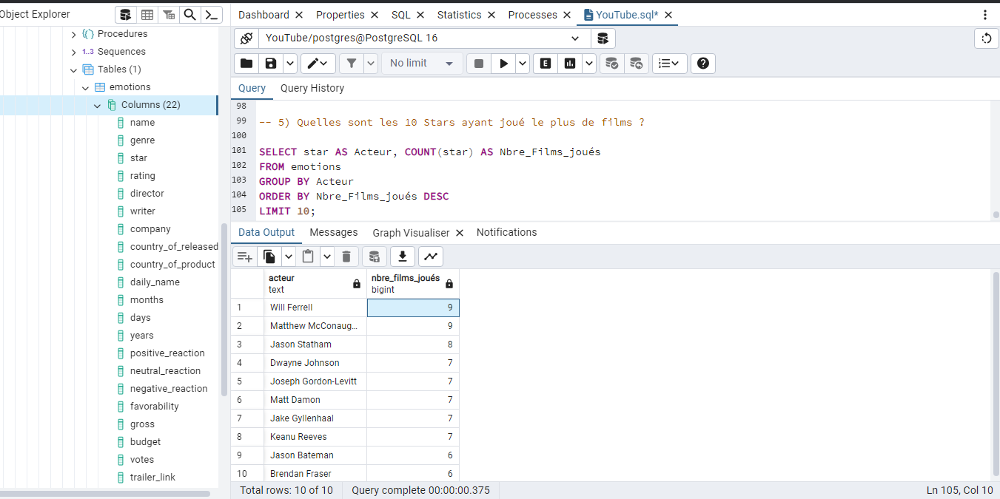 Object Explorer
Dashboard Properties SQL Statistics Processes YouTube.sql*
YouTube/postgres@PostgreSQL 16
No limit
E
Query Query History
Procedures
1..3 Sequences
Tables (1)
emotions
Columns (22)
name
genre
star
rating
director
writer
company
country_of_released
country_of_product
daily_name
months
days
years
positive_reaction
neutral_reaction
negative_reaction
favorability
gross
budget
votes
trailer_link
98
99 -- 5) Quelles sont les 10 Stars ayant joué le plus de films ?
100
101 SELECT star AS Acteur, COUNT(star) AS Nbre_Films_joués
102 FROM emotions
103 GROUP BY Acteur
104 ORDER BY Nbre_Films_joués DESC
105 LIMIT 10;
Data Output Messages Graph Visualiser Notifications
acteur nbre_films_joués
text bigint
1 Will Ferrell 9
2 Matthew McConaug… 9
3 Jason Statham 8
4 Dwayne Johnson 7
5 Joseph Gordon-Levitt 7
6 Matt Damon 7
7 Jake Gyllenhaal 7
8 Keanu Reeves 7
9 Jason Bateman 6
10 Brendan Fraser 6
Total rows: 10 of 10 Query complete 00:00:00.375 Ln 105, Col 10